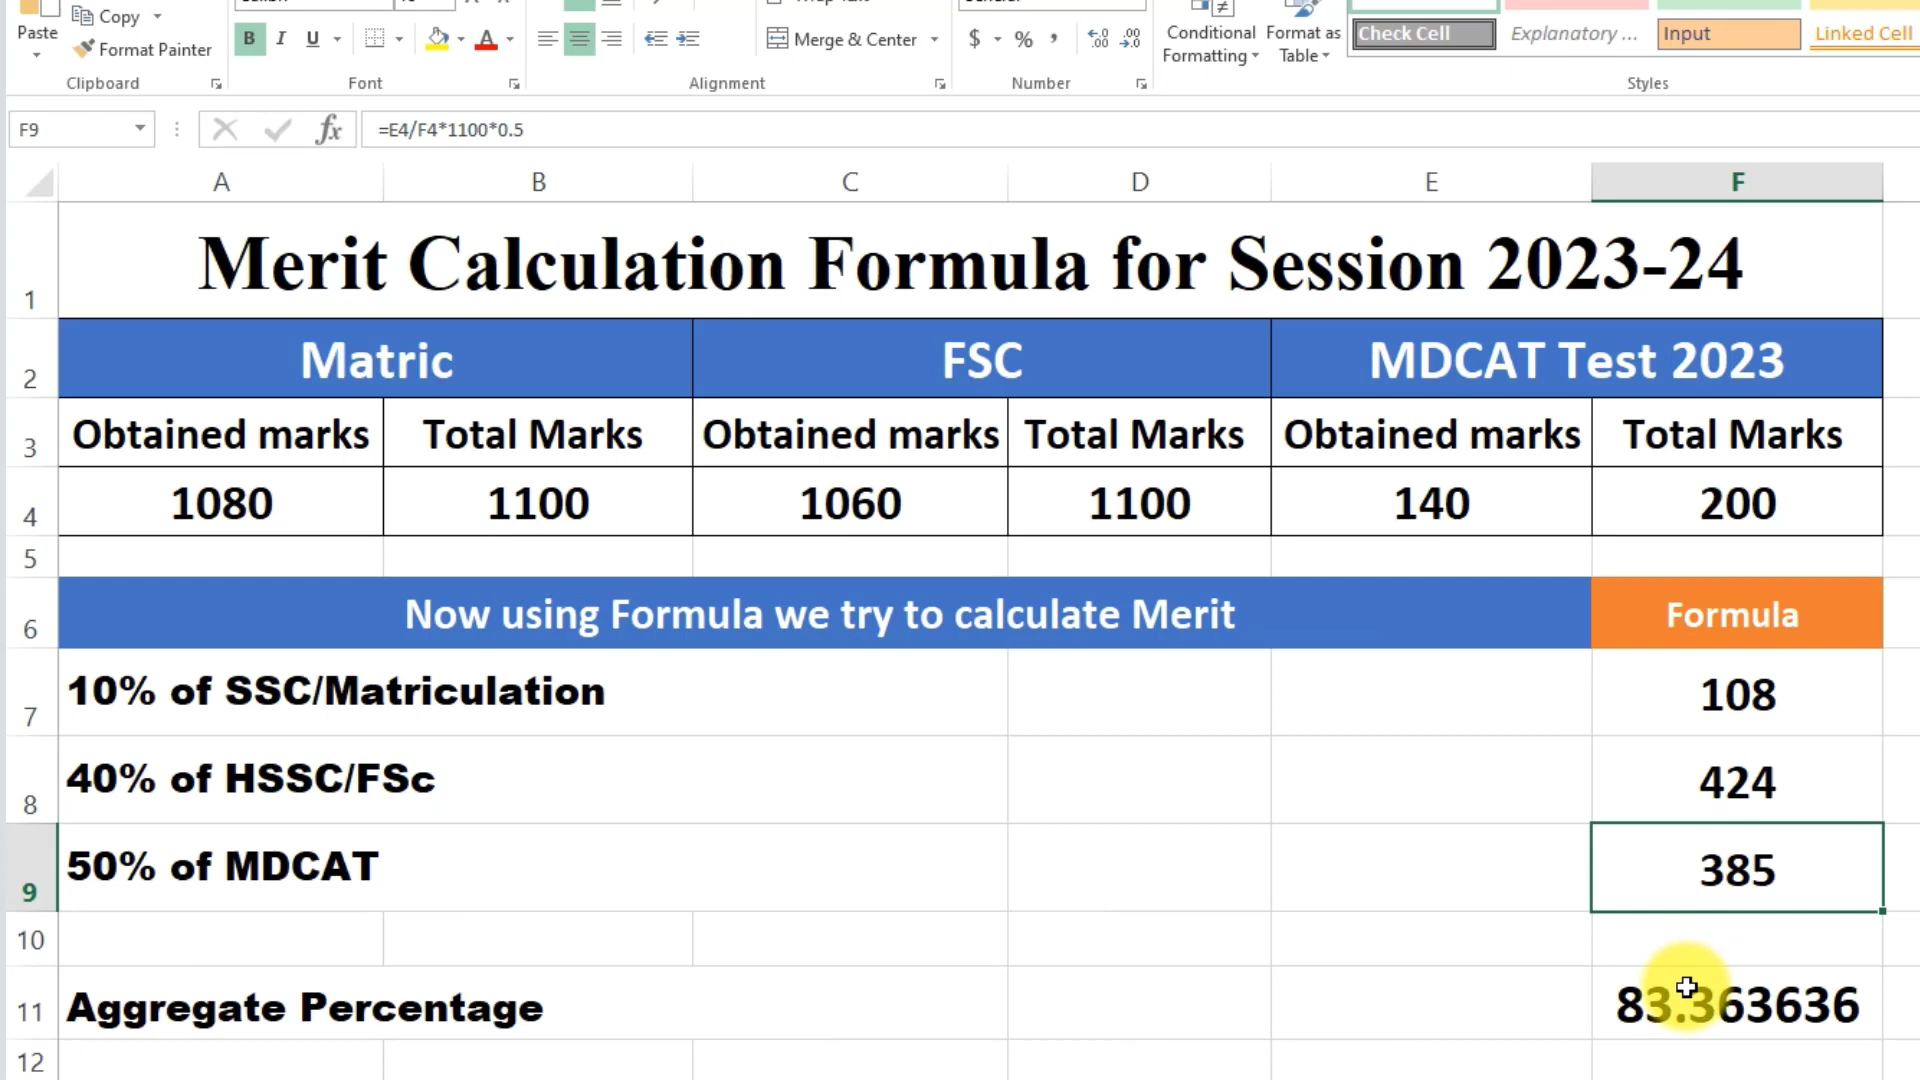 Paste
Copy
Format Painter
Clipboard
B I U
A
Font
Merge & Center
Alignment
$ % ,
Number
Conditional Formatting
Format as Table
Check Cell
Explanatory ...
Input
Linked Cell
Styles
F9
fx
=E4/F4*1100*0.5
A B C D E F
1
Merit Calculation Formula for Session 2023-24
2
Matric FSC MDCAT Test 2023
3
Obtained marks Total Marks Obtained marks Total Marks Obtained marks Total Marks
4
1080 1100 1060 1100 140 200
5
6
Now using Formula we try to calculate Merit Formula
7
10% of SSC/Matriculation 108
8
40% of HSSC/FSc 424
9
50% of MDCAT 385
10
11
Aggregate Percentage 83.363636
12